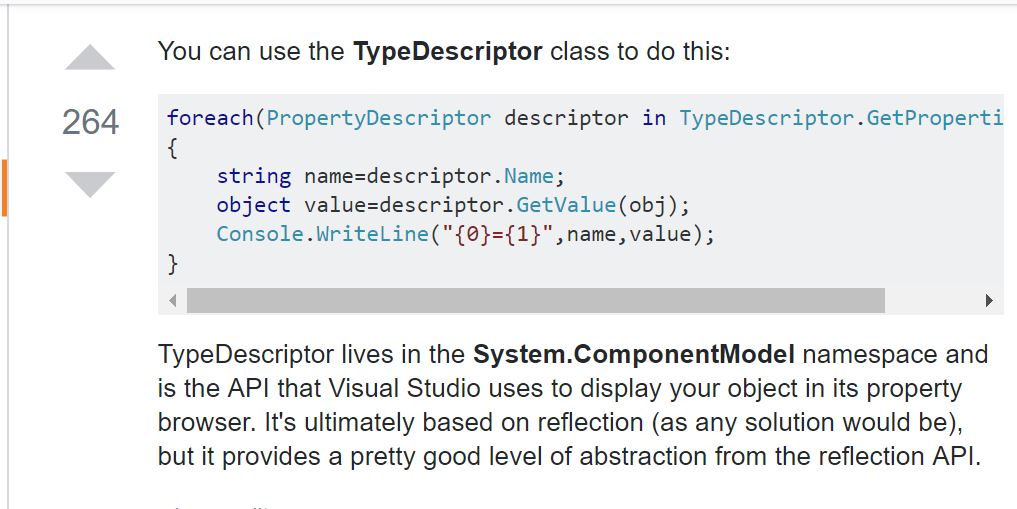 You can use the TypeDescriptor class to do this:
264
foreach(PropertyDescriptor descriptor in TypeDescriptor.GetProperti
{
    string name=descriptor.Name;
    object value=descriptor.GetValue(obj);
    Console.WriteLine("{0}={1}",name,value);
}
TypeDescriptor lives in the System.ComponentModel namespace and
is the API that Visual Studio uses to display your object in its property
browser. It's ultimately based on reflection (as any solution would be),
but it provides a pretty good level of abstraction from the reflection API.